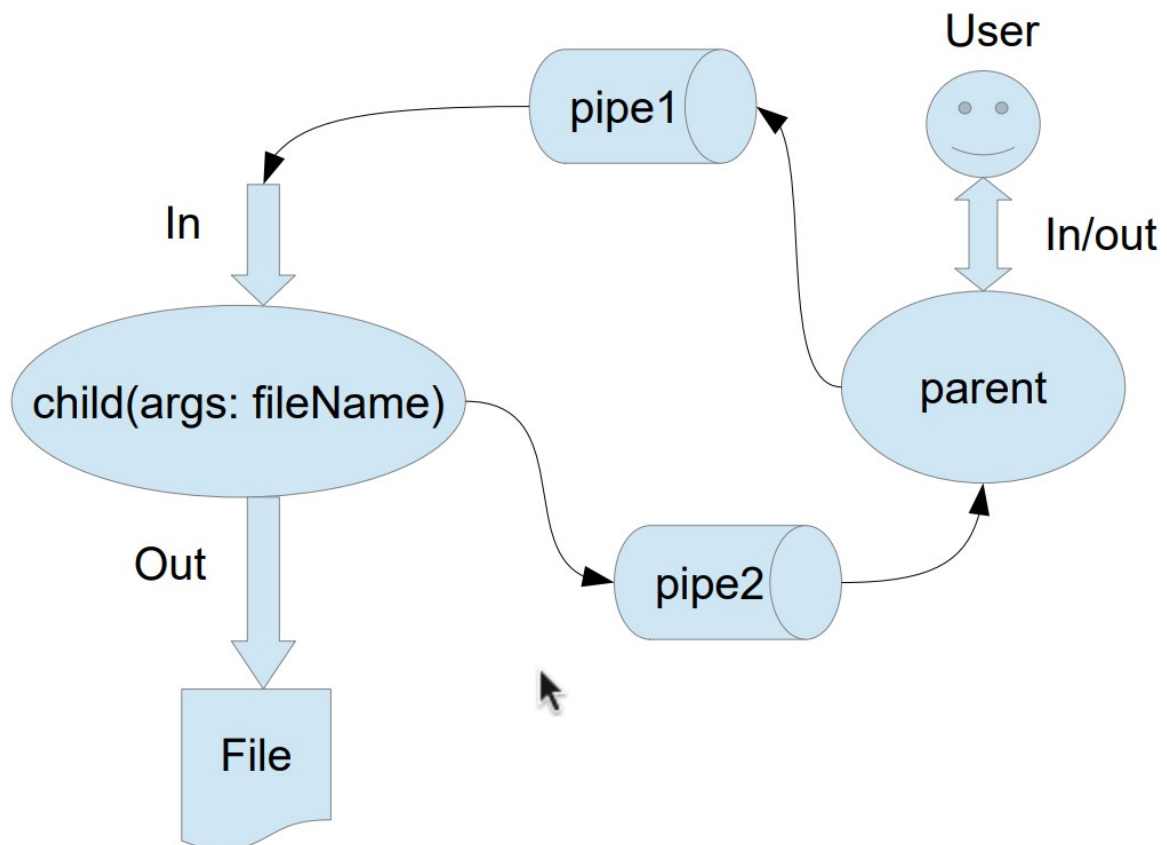 User
pipe1
In
In/out
child(args: fileName)
parent
Out
pipe2
File